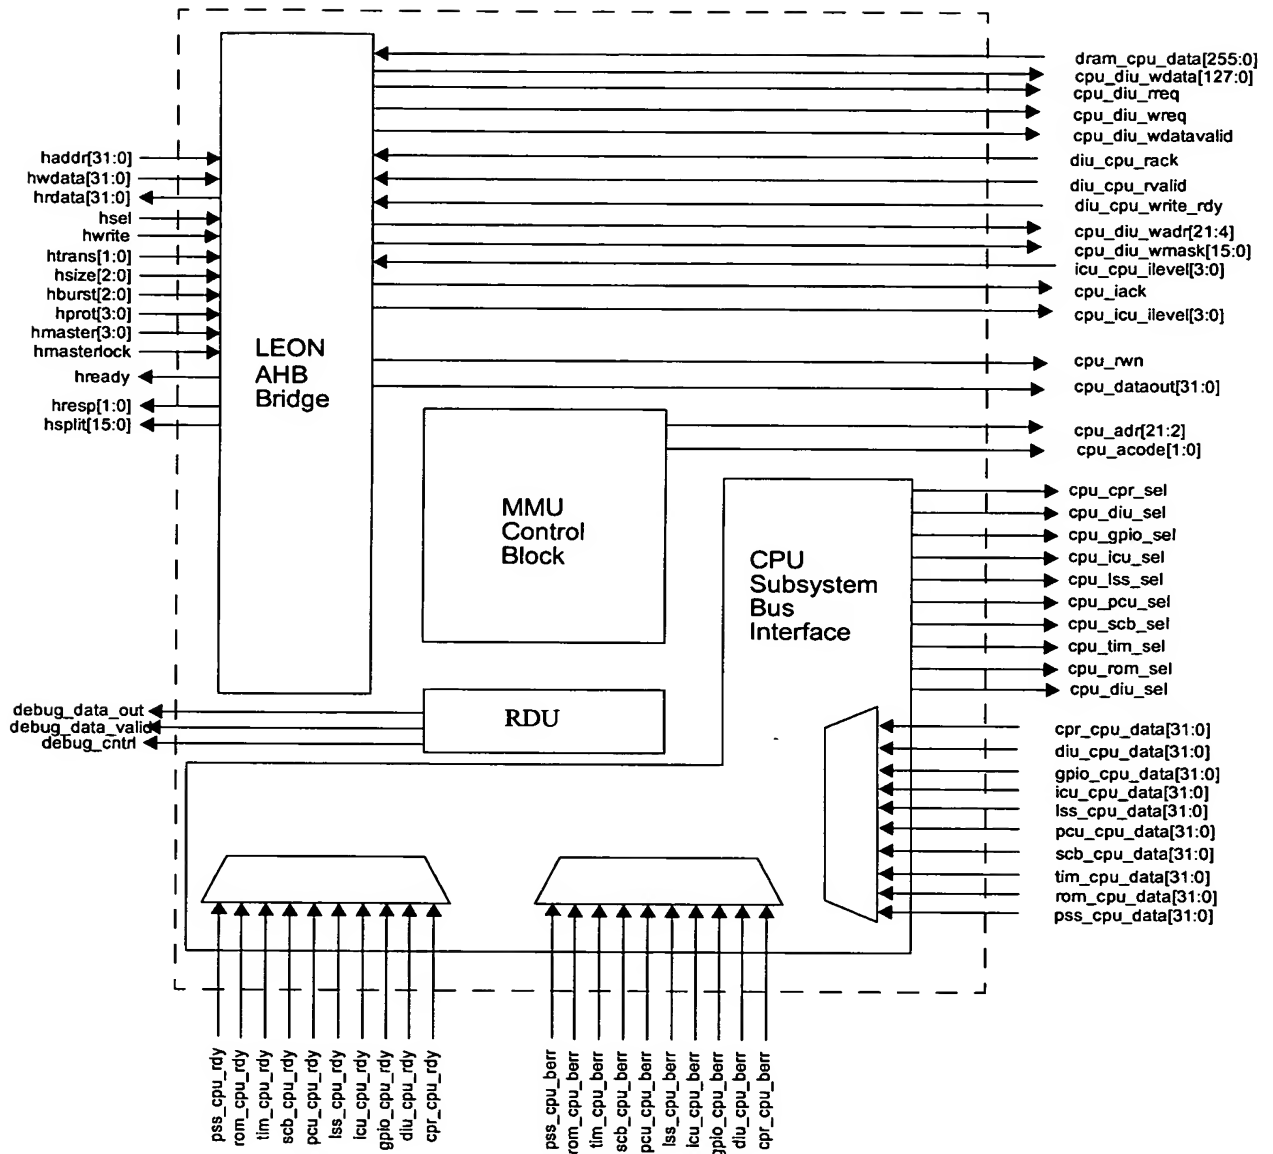 dram_cpu_data[255:0]
cpu_diu_wdata[127:0]
cpu_diu_rreq
cpu_diu_wreq
cpu_diu_wdatavalid
diu_cpu_rack
diu_cpu_rvalid
diu_cpu_write_rdy
cpu_diu_wadr[21:4]
cpu_diu_wmask[15:0]
icu_cpu_ilevel[3:0]
cpu_iack
cpu_icu_ilevel[3:0]
cpu_rwn
cpu_dataout[31:0]
cpu_adr[21:2]
cpu_acode[1:0]
haddr[31:0]
hwdata[31:0]
hrdata[31:0]
hsel
hwrite
htrans[1:0]
hsize[2:0]
hburst[2:0]
hprot[3:0]
hmaster[3:0]
hmasterlock
hready
hresp[1:0]
hsplit[15:0]
LEON
AHB
Bridge
MMU
Control
Block
CPU
Subsystem
Bus
Interface
cpu_cpr_sel
cpu_diu_sel
cpu_gpio_sel
cpu_icu_sel
cpu_lss_sel
cpu_pcu_sel
cpu_scb_sel
cpu_tim_sel
cpu_rom_sel
cpu_diu_sel
debug_data_out
debug_data_valid
debug_cntrl
RDU
cpr_cpu_data[31:0]
diu_cpu_data[31:0]
gpio_cpu_data[31:0]
icu_cpu_data[31:0]
lss_cpu_data[31:0]
pcu_cpu_data[31:0]
scb_cpu_data[31:0]
tim_cpu_data[31:0]
rom_cpu_data[31:0]
pss_cpu_data[31:0]
pss_cpu_rdy
rom_cpu_rdy
tim_cpu_rdy
scb_cpu_rdy
pcu_cpu_rdy
lss_cpu_rdy
icu_cpu_rdy
gpio_cpu_rdy
diu_cpu_rdy
cpr_cpu_rdy
pss_cpu_berr
rom_cpu_berr
tim_cpu_berr
scb_cpu_berr
pcu_cpu_berr
lss_cpu_berr
icu_cpu_berr
gpio_cpu_berr
diu_cpu_berr
cpr_cpu_berr